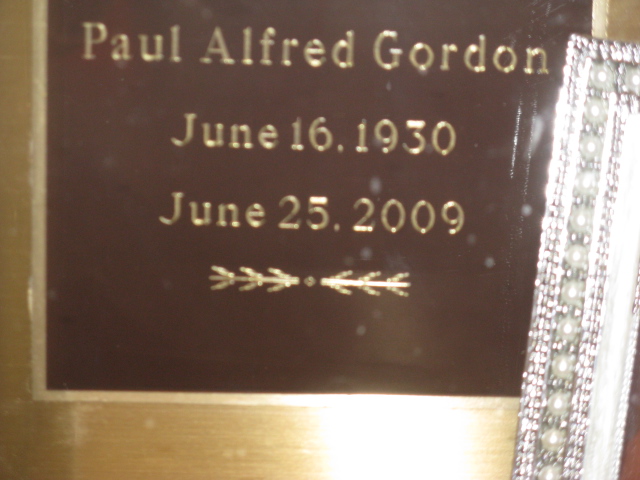 Paul Alfred Gordon
June 16, 1930
June 25, 2009